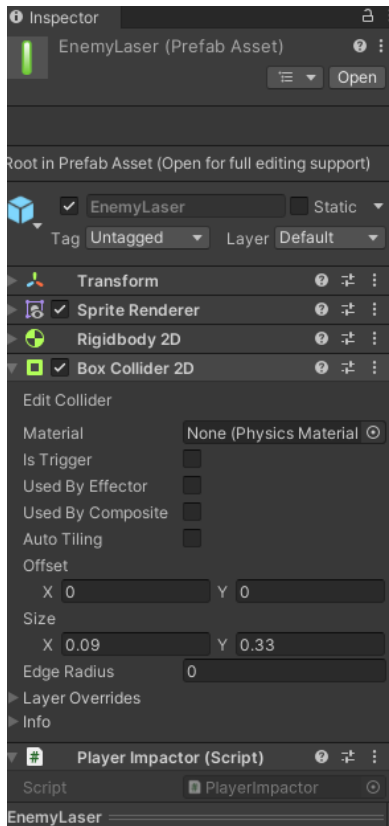 Inspector
EnemyLaser (Prefab Asset)
Open
Root in Prefab Asset (Open for full editing support)
EnemyLaser Static
Tag Untagged Layer Default
Transform
Sprite Renderer
Rigidbody 2D
Box Collider 2D
Edit Collider
Material None (Physics Material
Is Trigger
Used By Effector
Used By Composite
Auto Tiling
Offset
X 0 Y 0
Size
X 0.09 Y 0.33
Edge Radius 0
Layer Overrides
Info
# Player Impactor (Script)
Script PlayerImpactor
EnemyLaser